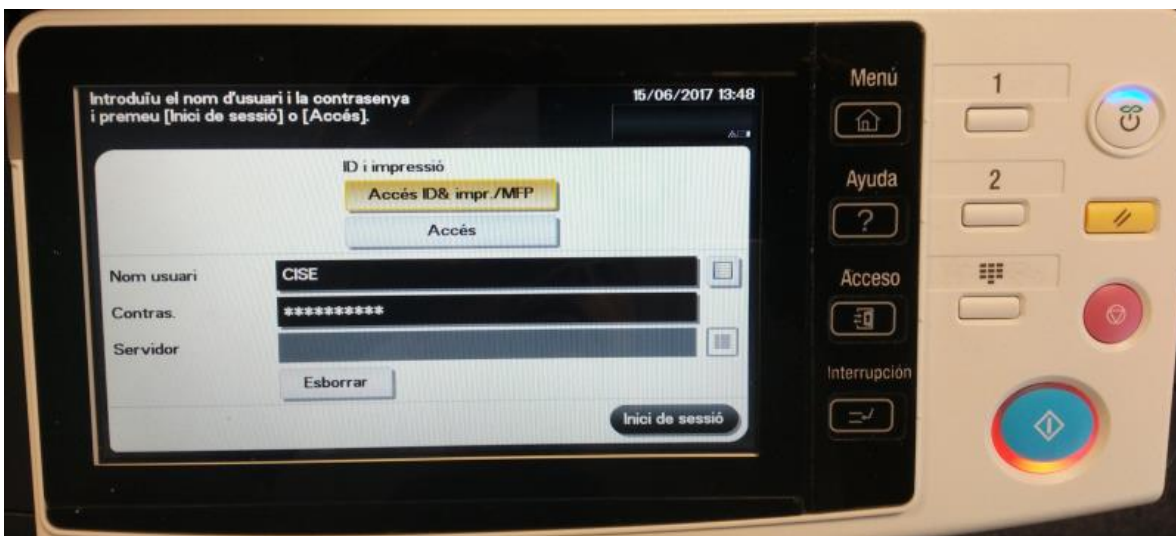 Introduïu el nom d'usuari i la contrasenya
i premeu [Inici de sessió] o [Accés].
15/06/2017 13:48
ID i impressió
Accés ID& impr./MFP
Accés
Nom usuari
CISE
Contras.
**********
Servidor
Esborrar
Inici de sessió
Menú
Ayuda
?
Acceso
Interrupción
1
2